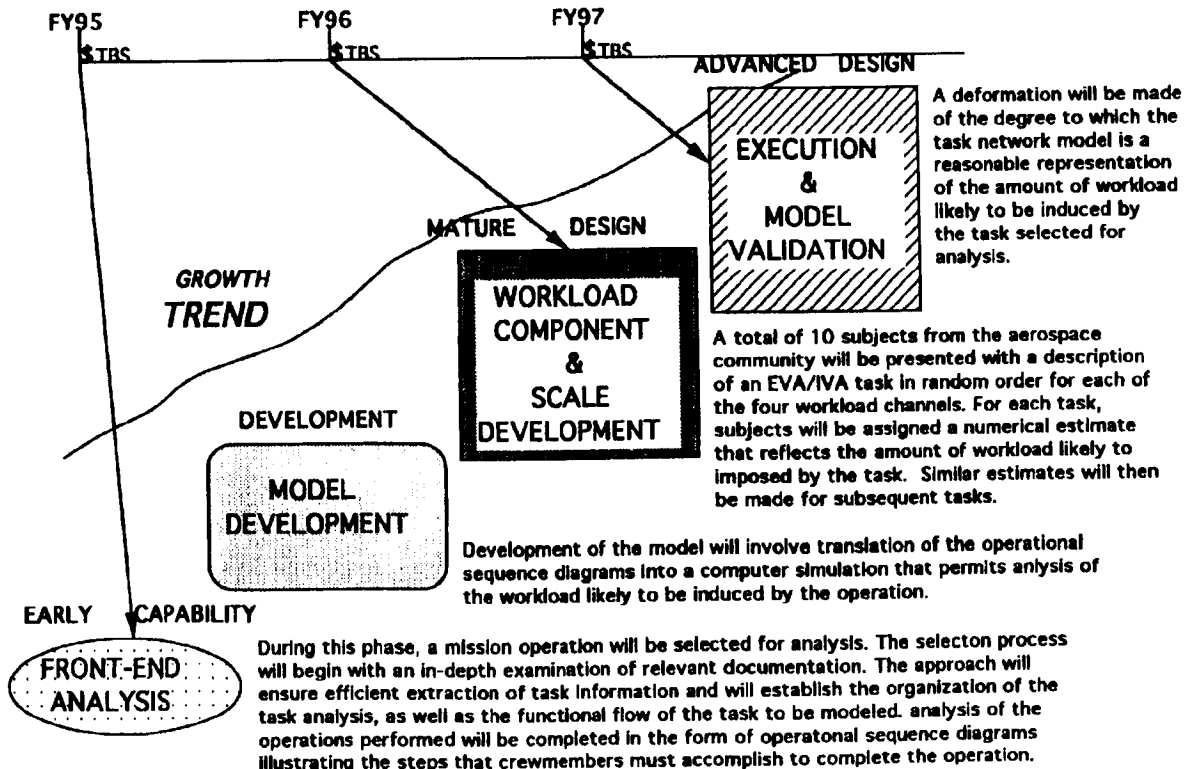 FY95 FY96 FY97
$TBS $TBS $TBS
ADVANCED DESIGN
EXECUTION
&
MODEL
VALIDATION
A deformation will be made
of the degree to which the
task network model is a
reasonable representation
of the amount of workload
likely to be induced by
the task selected for
analysis.
MATURE DESIGN
WORKLOAD
COMPONENT
&
SCALE
DEVELOPMENT
GROWTH
TREND
A total of 10 subjects from the aerospace
community will be presented with a description
of an EVA/IVA task in random order for each of
the four workload channels. For each task,
subjects will be assigned a numerical estimate
that reflects the amount of workload likely to
imposed by the task. Similar estimates will then
be made for subsequent tasks.
DEVELOPMENT
MODEL
DEVELOPMENT
Development of the model will involve translation of the operational
sequence diagrams into a computer simulation that permits anlysis of
the workload likely to be induced by the operation.
EARLY CAPABILITY
FRONT-END
ANALYSIS
During this phase, a mission operation will be selected for analysis. The selecton process
will begin with an in-depth examination of relevant documentation. The approach will
ensure efficient extraction of task information and will establish the organization of the
task analysis, as well as the functional flow of the task to be modeled. analysis of the
operations performed will be completed in the form of operatonal sequence diagrams
illustrating the steps that crewmembers must accomplish to complete the operation.